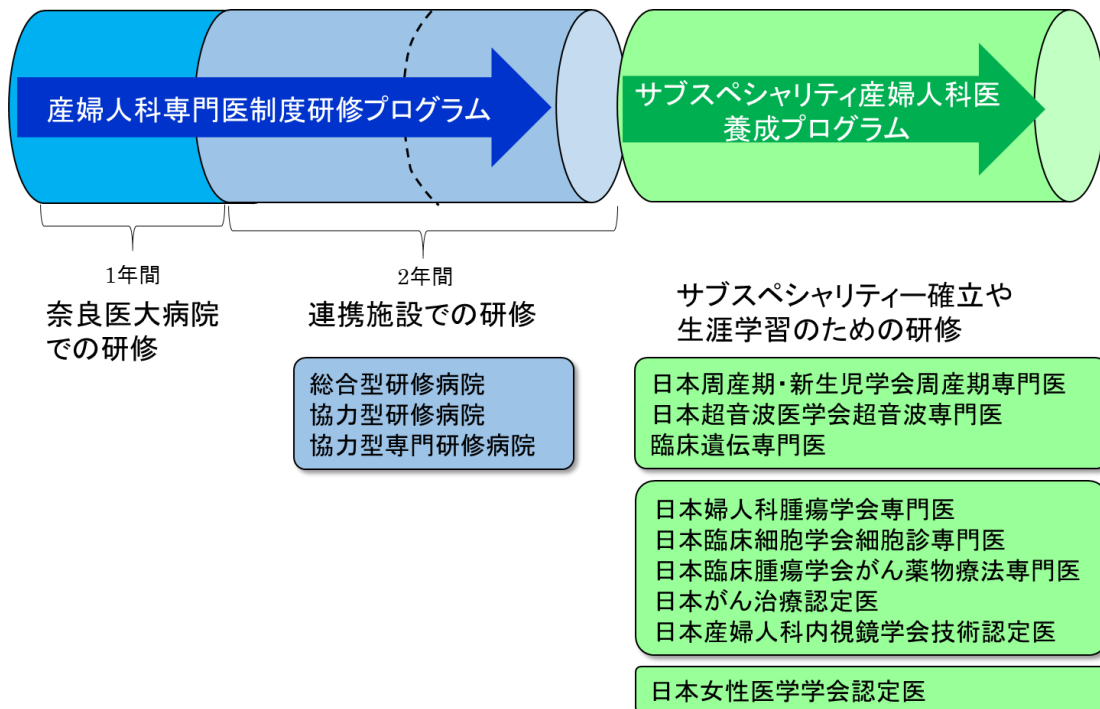 産婦人科専門医制度研修プログラム
サブスペシャリティ産婦人科医
養成プログラム
1年間
奈良医大病院
での研修
2年間
連携施設での研修
総合型研修病院
協力型研修病院
協力型専門研修病院
サブスペシャリティー確立や
生涯学習のための研修
日本周産期・新生児学会周産期専門医
日本超音波医学会超音波専門医
臨床遺伝専門医
日本婦人科腫瘍学会専門医
日本臨床細胞学会細胞診専門医
日本臨床腫瘍学会がん薬物療法専門医
日本がん治療認定医
日本産婦人科内視鏡学会技術認定医
日本女性医学学会認定医